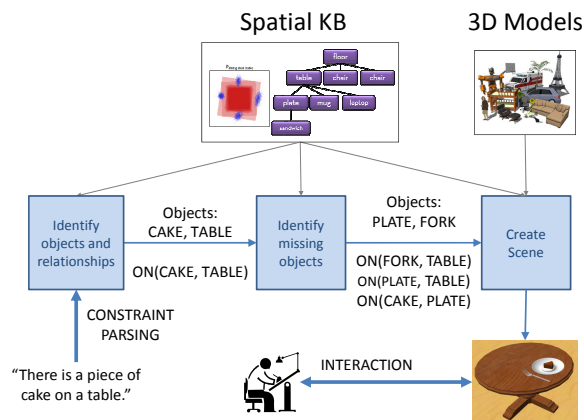 Spatial KB
3D Models
floor
table chair chair
plate mug laptop
sandwich
Identify
objects and
relationships
Objects:
CAKE, TABLE
ON(CAKE, TABLE)
Identify
missing
objects
Objects:
PLATE, FORK
ON(FORK, TABLE)
ON(PLATE, TABLE)
ON(CAKE, PLATE)
Create
Scene
CONSTRAINT
PARSING
“There is a piece of
cake on a table.”
INTERACTION